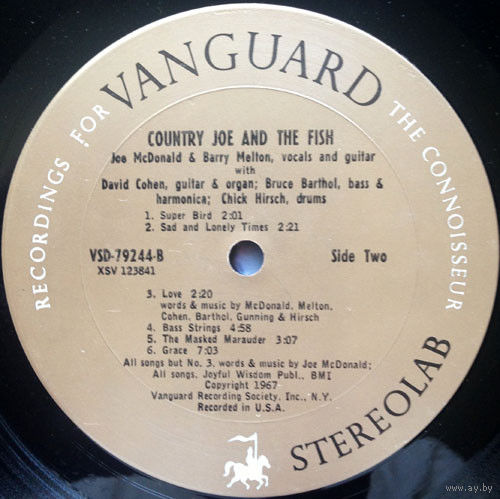 RECORDINGS FOR VANGUARD THE CONNOISSEUR
COUNTRY JOE AND THE FISH
Joe McDonald & Barry Melton, vocals and guitar
with
David Cohen, guitar & organ; Bruce Barthol, bass &
harmonica; Chick Hirsch, drums
1. Super Bird 2:01
2. Sad and Lonely Times 2:21
VSD-79244-B
XSV 123841
Side Two
3. Love 2:20
words & music by McDonald, Melton,
Cohen, Barthol, Gunning & Hirsch
4. Bass Strings 4:58
5. The Masked Marauder 3:07
6. Grace 7:03
All songs but No. 3, words & music by Joe McDonald;
All songs, Joyful Wisdom Publ., BMI
Copyright 1967
Vanguard Recording Society, Inc., N.Y.
Recorded in U.S.A.
STEREOLAB
www.ay.by